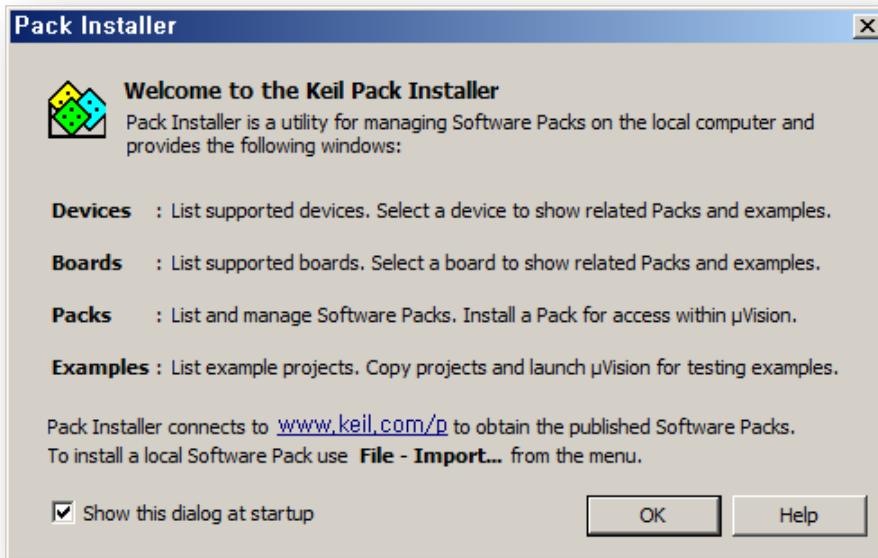 Pack Installer
Welcome to the Keil Pack Installer
Pack Installer is a utility for managing Software Packs on the local computer and
provides the following windows:
Devices : List supported devices. Select a device to show related Packs and examples.
Boards : List supported boards. Select a board to show related Packs and examples.
Packs : List and manage Software Packs. Install a Pack for access within µVision.
Examples : List example projects. Copy projects and launch µVision for testing examples.
Pack Installer connects to www.keil.com/p to obtain the published Software Packs.
To install a local Software Pack use File - Import... from the menu.
Show this dialog at startup OK Help